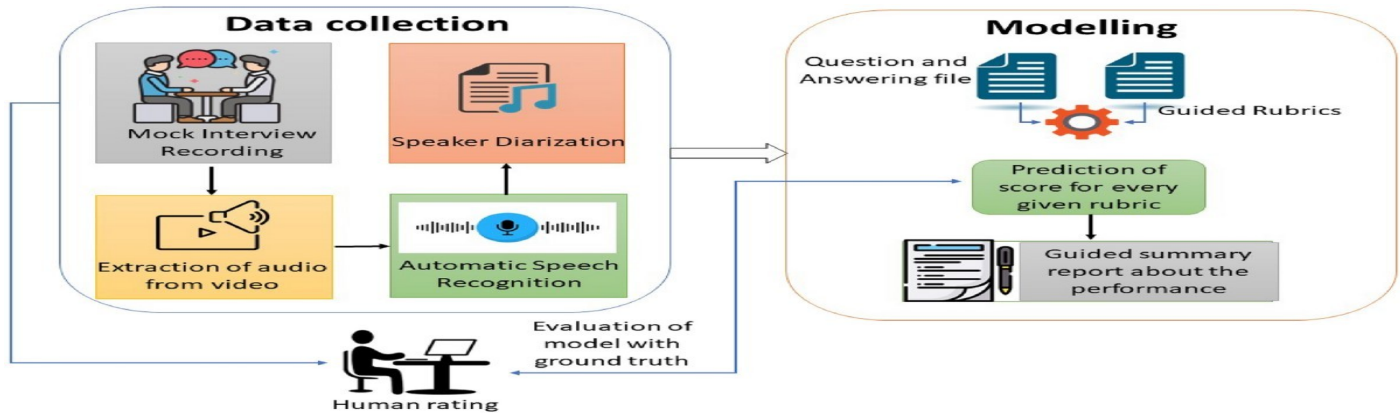 Data collection
Mock Interview
Recording
Speaker Diarization
Extraction of audio
from video
Automatic Speech
Recognition
Modelling
Question and
Answering file
Guided Rubrics
Prediction of
score for every
given rubric
Guided summary
report about the
performance
Evaluation of
model with
ground truth
Human rating